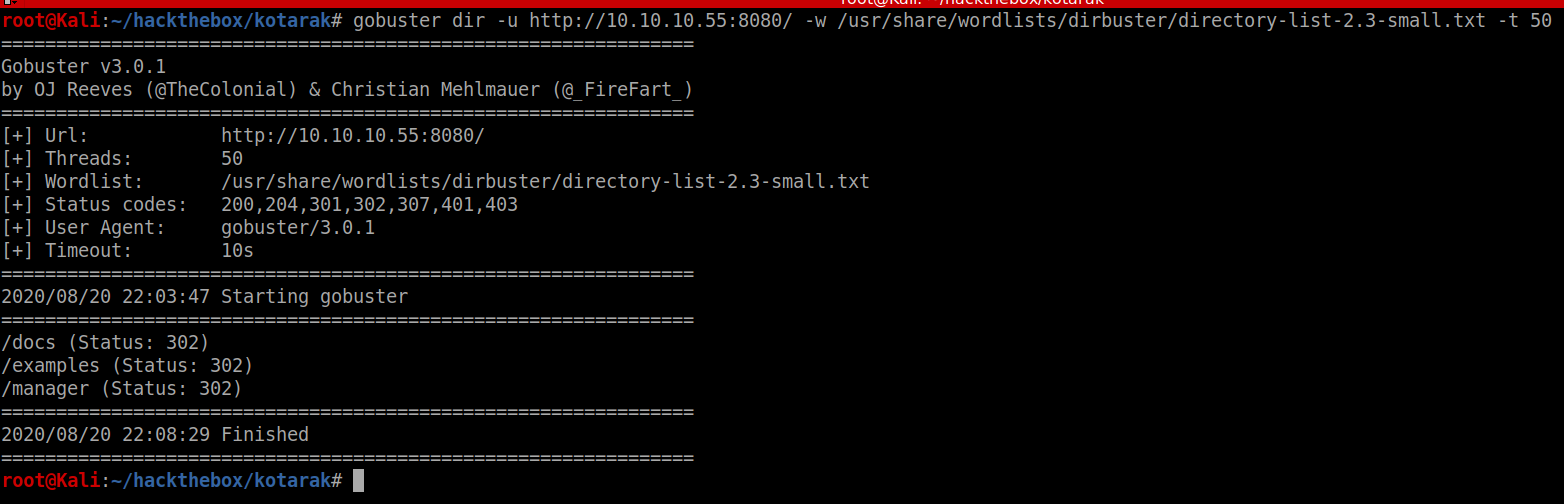 root@Kali: ~/hackthebox/kotarak
root@Kali:~/hackthebox/kotarak# gobuster dir -u http://10.10.10.55:8080/ -w /usr/share/wordlists/dirbuster/directory-list-2.3-small.txt -t 50
===============================================================
Gobuster v3.0.1
by OJ Reeves (@TheColonial) & Christian Mehlmauer (@_FireFart_)
===============================================================
[+] Url:            http://10.10.10.55:8080/
[+] Threads:        50
[+] Wordlist:       /usr/share/wordlists/dirbuster/directory-list-2.3-small.txt
[+] Status codes:   200,204,301,302,307,401,403
[+] User Agent:     gobuster/3.0.1
[+] Timeout:        10s
===============================================================
2020/08/20 22:03:47 Starting gobuster
===============================================================
/docs (Status: 302)
/examples (Status: 302)
/manager (Status: 302)
===============================================================
2020/08/20 22:08:29 Finished
===============================================================
root@Kali:~/hackthebox/kotarak#